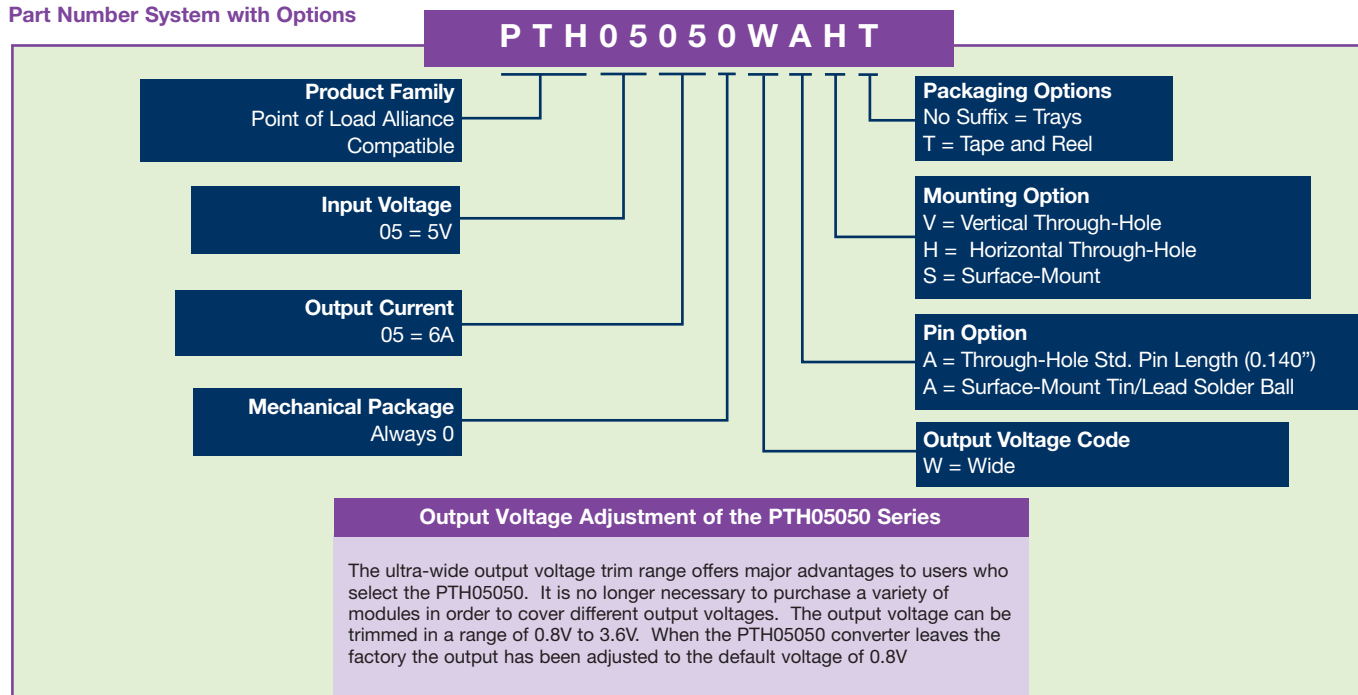 Part Number System with Options
PTH05050WAHT
Product Family
Point of Load Alliance
Compatible
Input Voltage
05 = 5V
Output Current
05 = 6A
Mechanical Package
Always 0
Packaging Options
No Suffix = Trays
T = Tape and Reel
Mounting Option
V = Vertical Through-Hole
H = Horizontal Through-Hole
S = Surface-Mount
Pin Option
A = Through-Hole Std. Pin Length (0.140”)
A = Surface-Mount Tin/Lead Solder Ball
Output Voltage Code
W = Wide
Output Voltage Adjustment of the PTH05050 Series
The ultra-wide output voltage trim range offers major advantages to users who
select the PTH05050. It is no longer necessary to purchase a variety of
modules in order to cover different output voltages. The output voltage can be
trimmed in a range of 0.8V to 3.6V. When the PTH05050 converter leaves the
factory the output has been adjusted to the default voltage of 0.8V